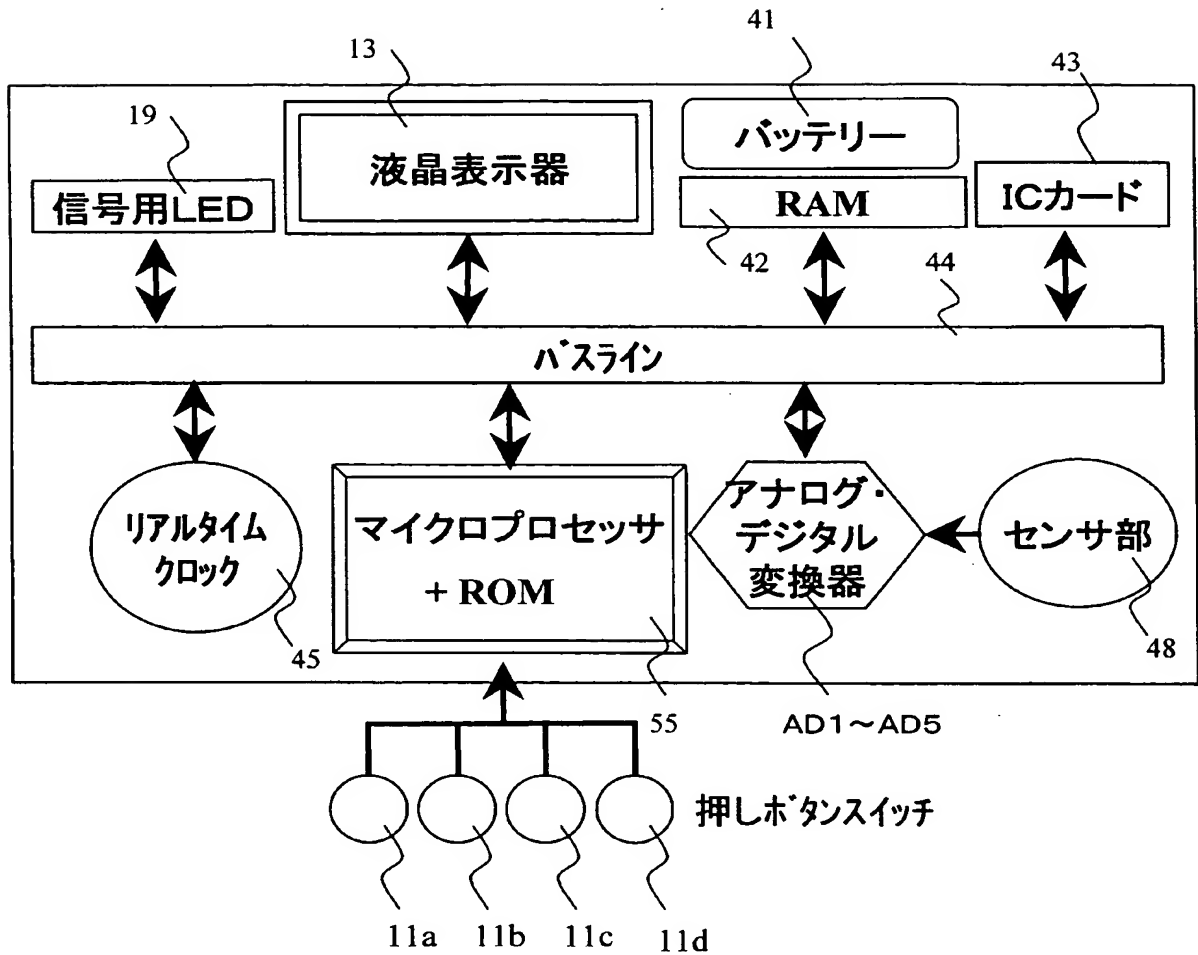 41
13
43
19
バッテリー
液晶表示器
信号用LED
RAM
ICカード
42
44
バスライン
アナログ・
デジタル
変換器
リアルタイム
クロック
マイクロプロセッサ
+ ROM
センサ部
45
48
55
AD1～AD5
押しボタンスイッチ
11a
11b
11c
11d